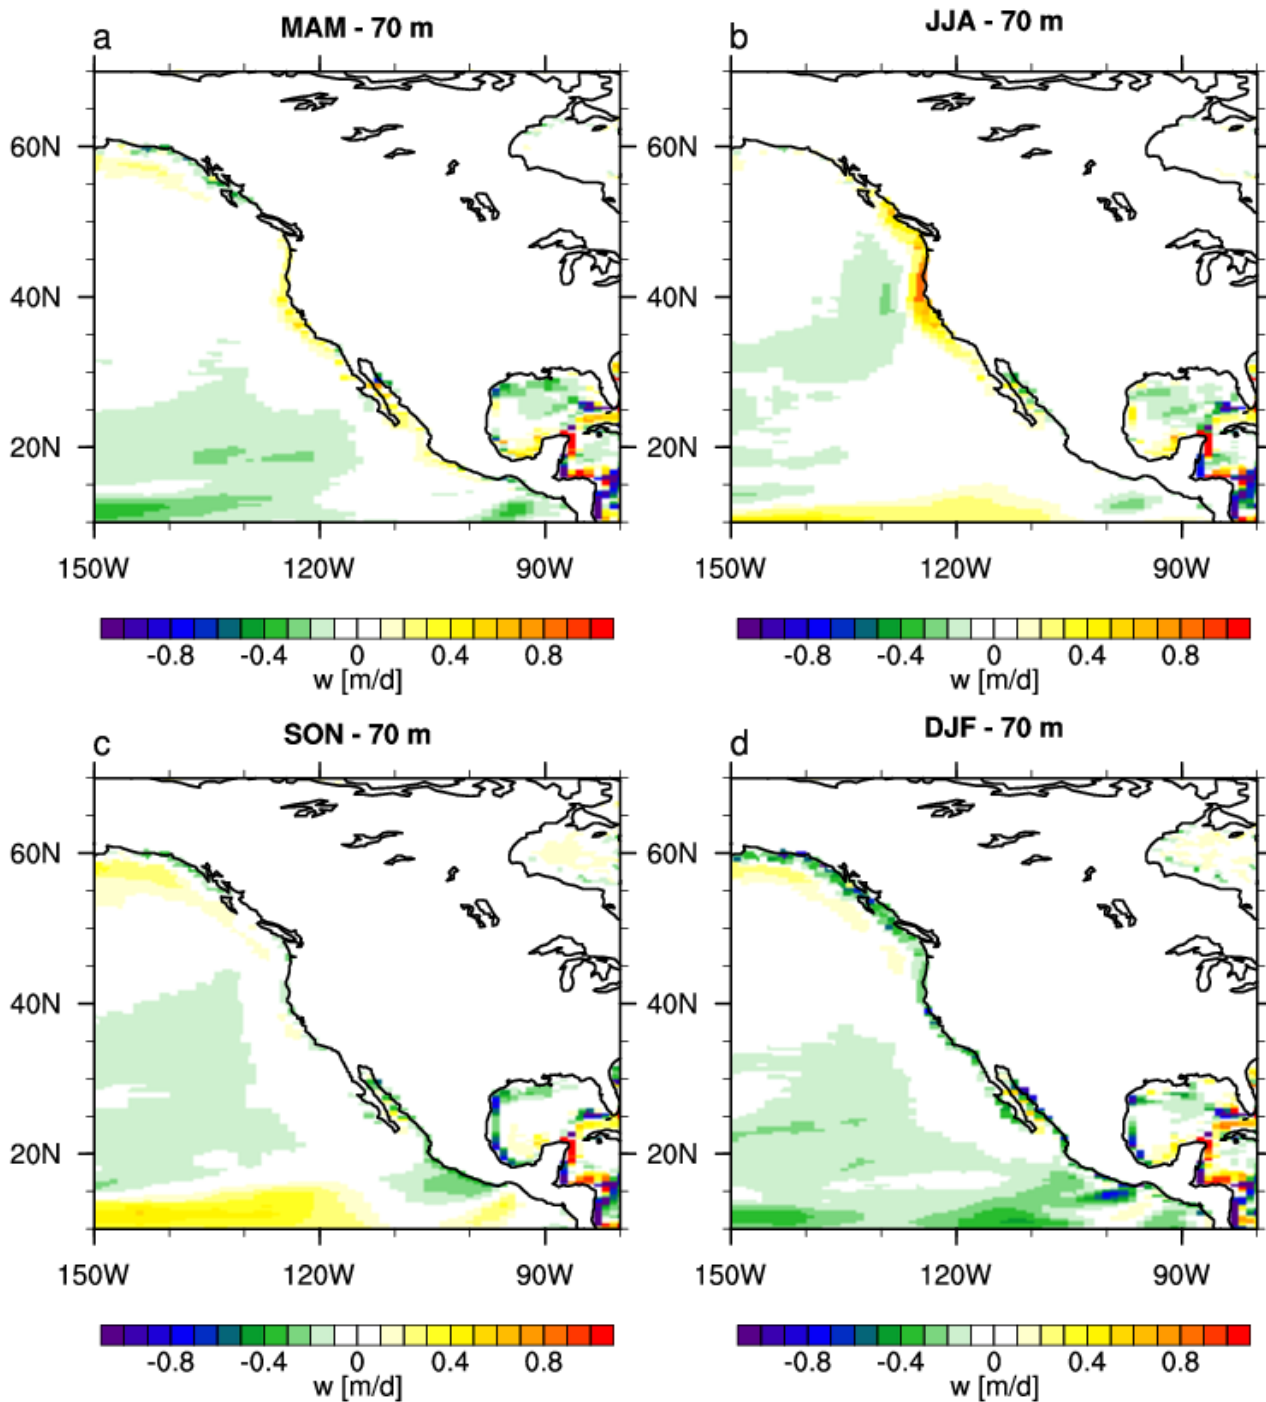 a MAM - 70 m
b JJA - 70 m
60N 60N
40N 40N
20N 20N
150W 120W 90W 150W 120W 90W
-0.8 -0.4 0 0.4 0.8 -0.8 -0.4 0 0.4 0.8
w [m/d] w [m/d]
c SON - 70 m
d DJF - 70 m
60N 60N
40N 40N
20N 20N
150W 120W 90W 150W 120W 90W
-0.8 -0.4 0 0.4 0.8 -0.8 -0.4 0 0.4 0.8
w [m/d] w [m/d]